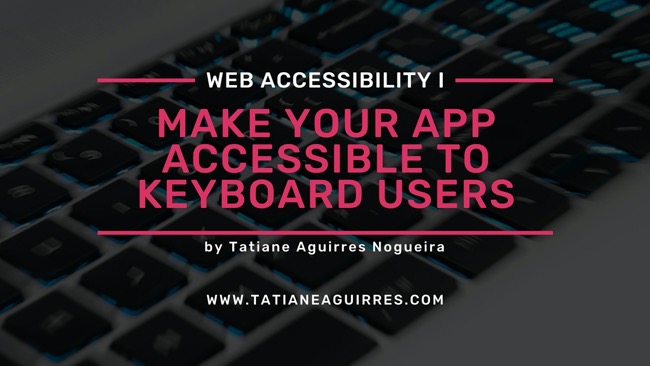 WEB ACCESSIBILITY I
MAKE YOUR APP
ACCESSIBLE TO
KEYBOARD USERS
by Tatiane Aguirres Nogueira
WWW.TATIANEAGUIRRES.COM